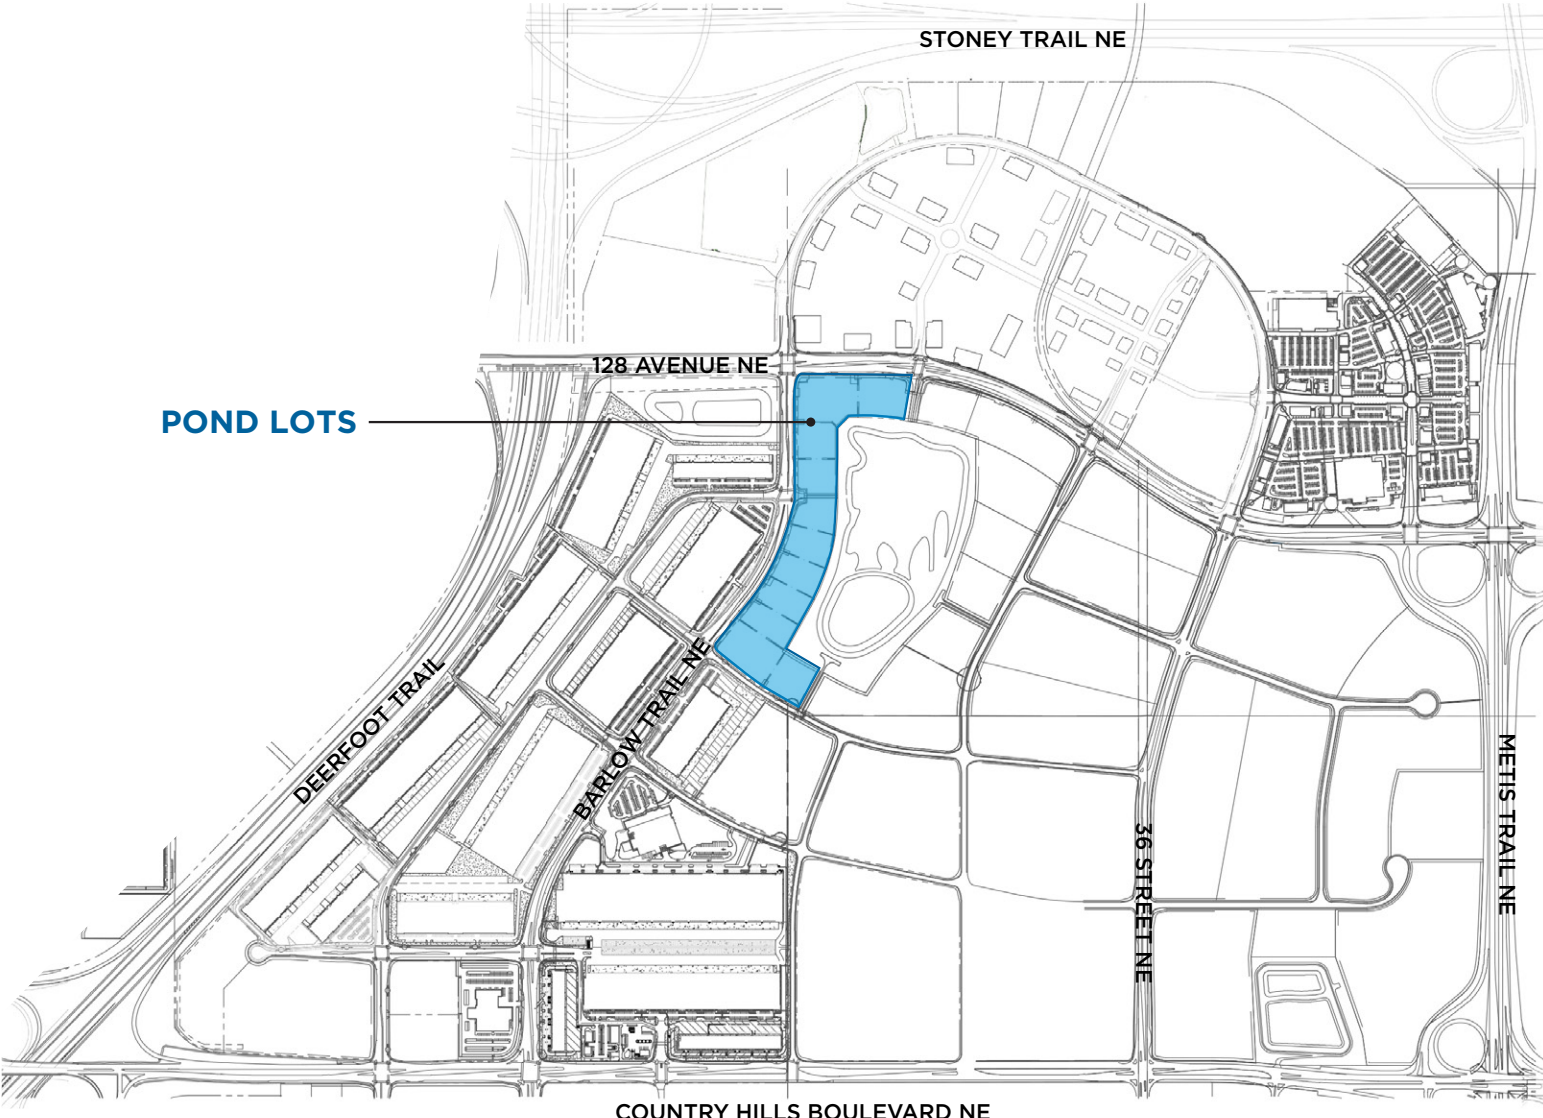 STONEY TRAIL NE
128 AVENUE NE
POND LOTS
DEERFOOT TRAIL
BARLOW TRAIL NE
36 STREET NE
METIS TRAIL NE
COUNTRY HILLS BOULEVARD NE